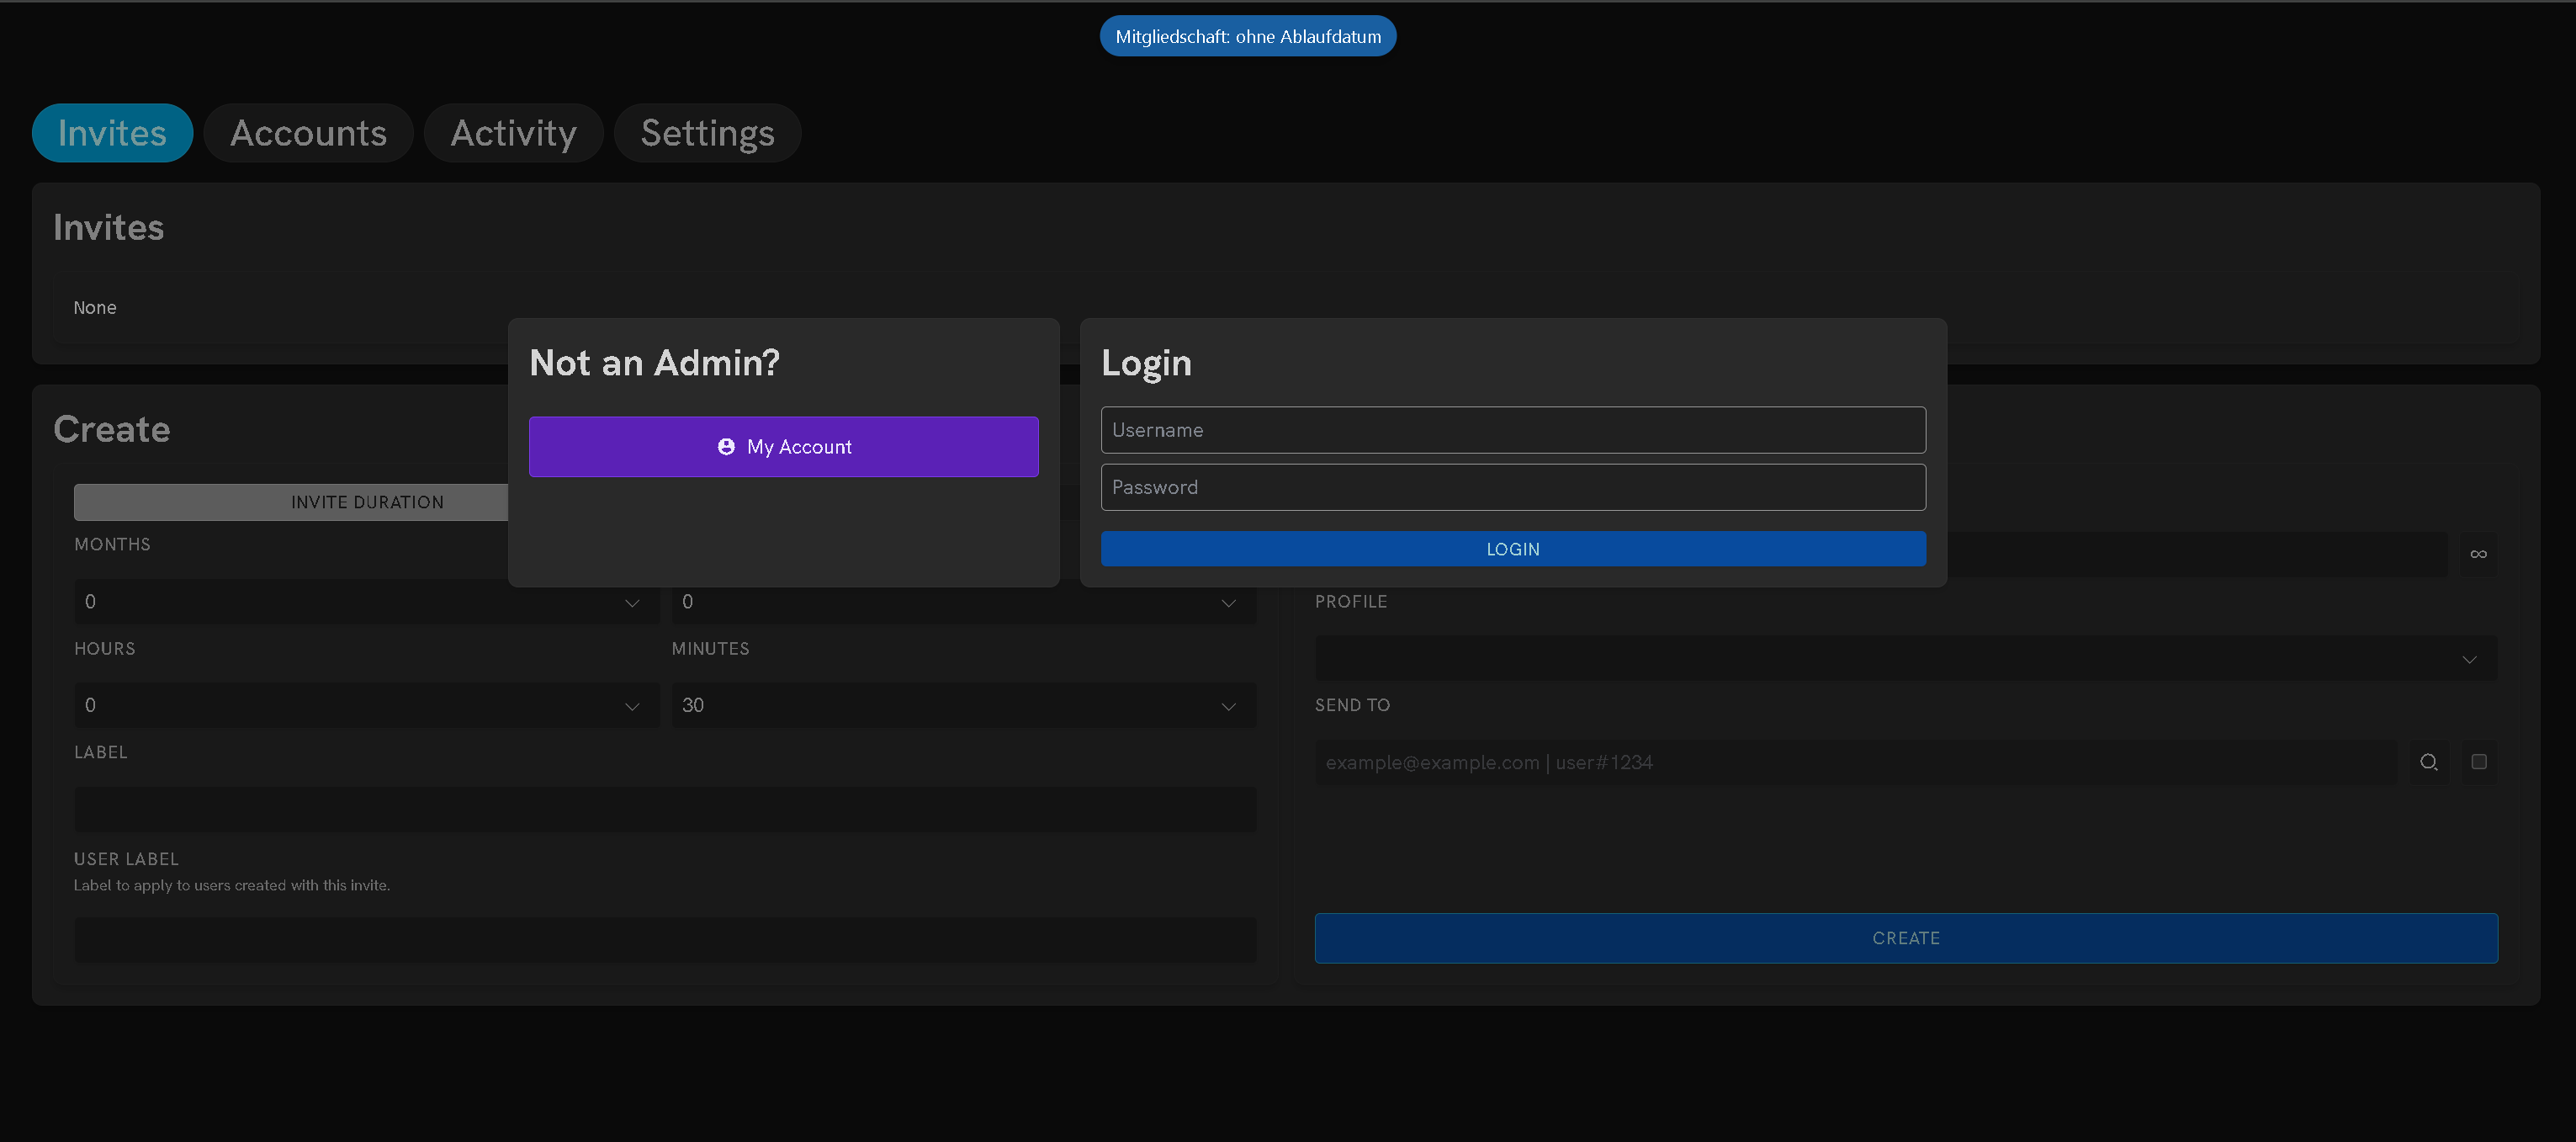 Mitgliedschaft: ohne Ablaufdatum
Invites Accounts Activity Settings
Invites
None
Not an Admin?
My Account
Login
Username
Password
LOGIN
Create
INVITE DURATION
MONTHS
0
0
HOURS
MINUTES
0
30
LABEL
USER LABEL
Label to apply to users created with this invite.
∞
PROFILE
SEND TO
example@example.com | user#1234
CREATE